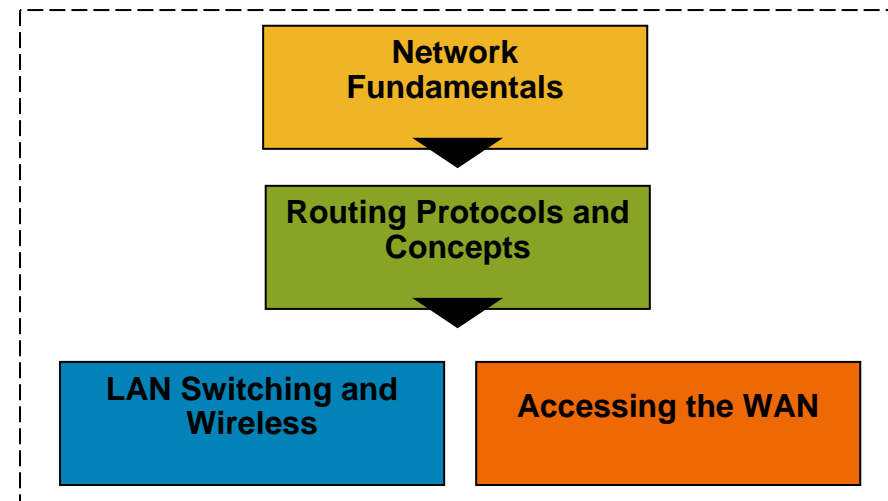 Network
Fundamentals
Routing Protocols and
Concepts
LAN Switching and
Wireless
Accessing the WAN